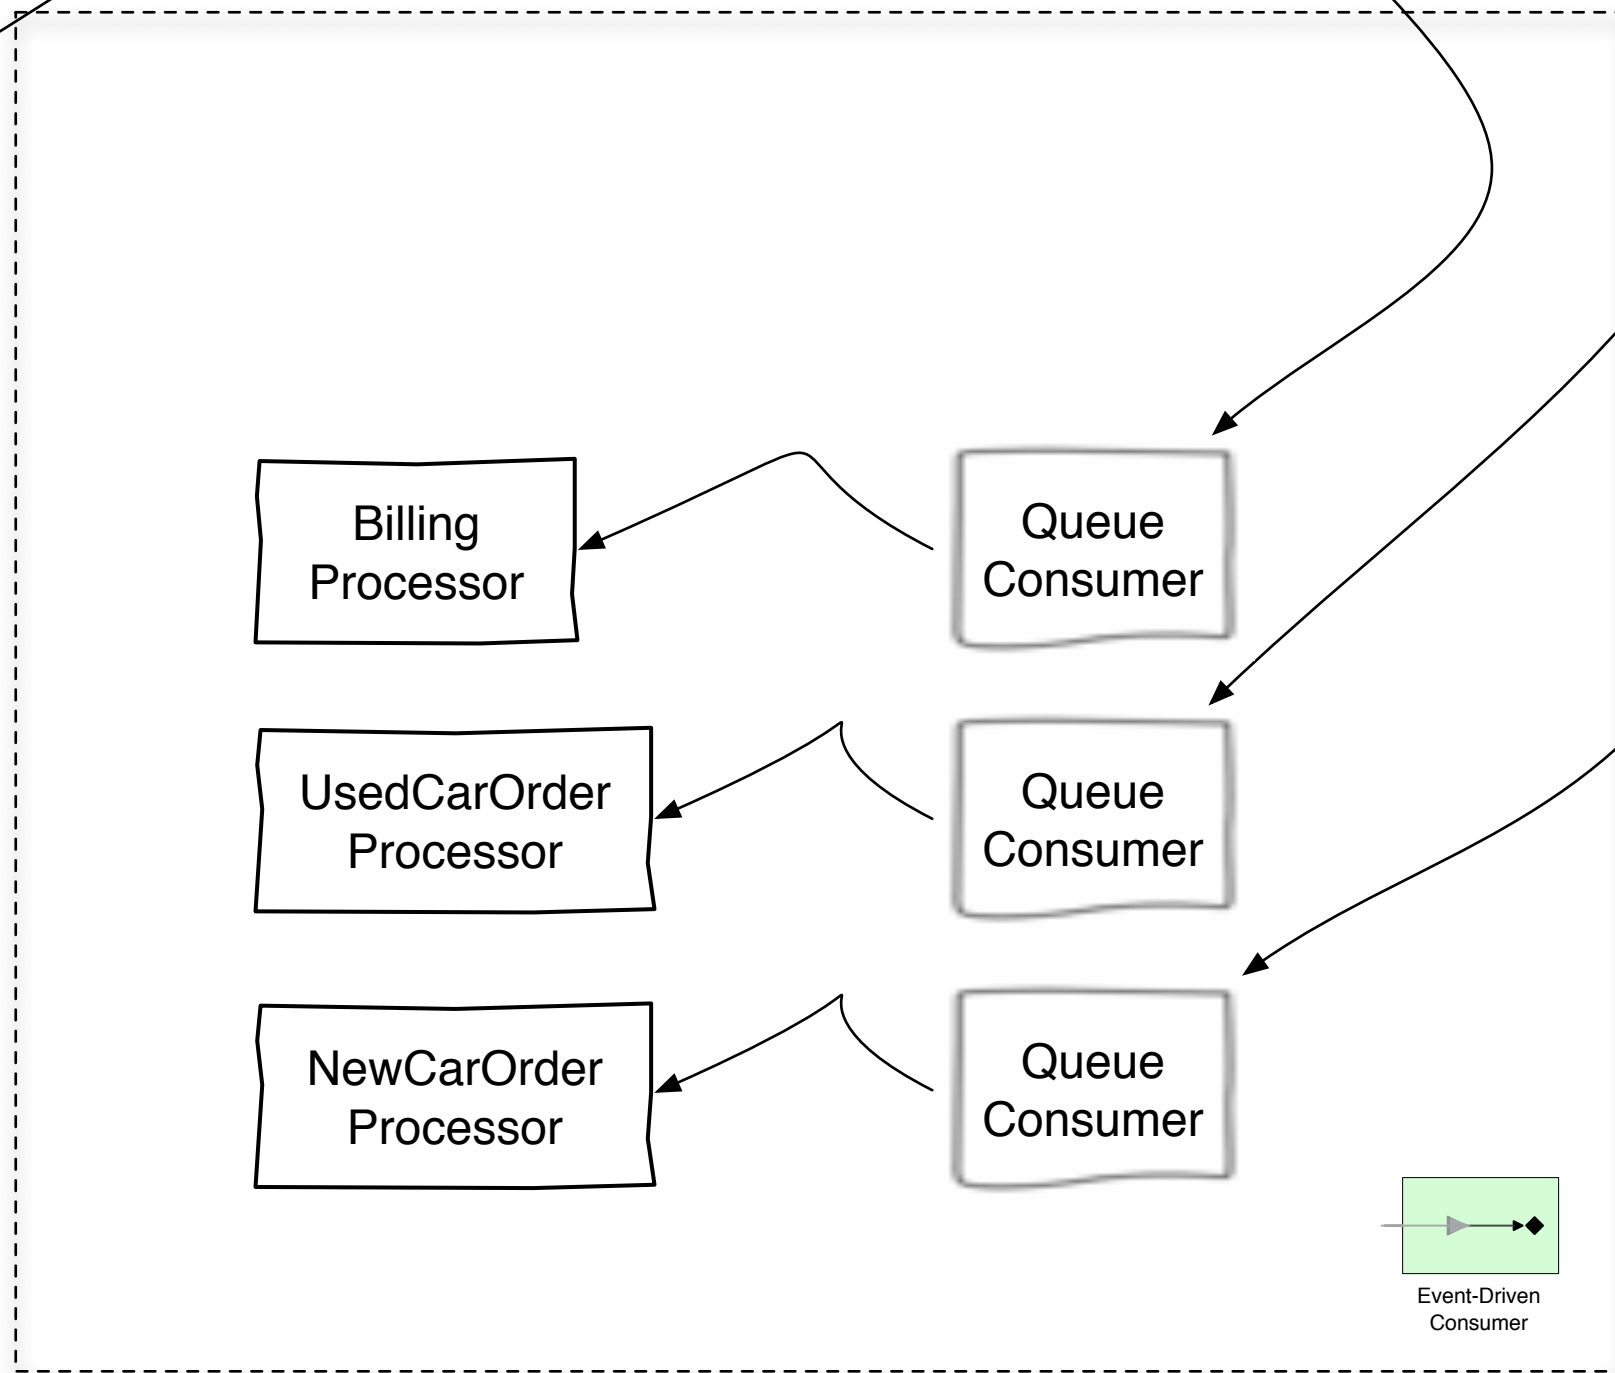 Billing
Processor
Queue
Consumer
UsedCarOrder
Processor
Queue
Consumer
NewCarOrder
Processor
Queue
Consumer
Event-Driven
Consumer